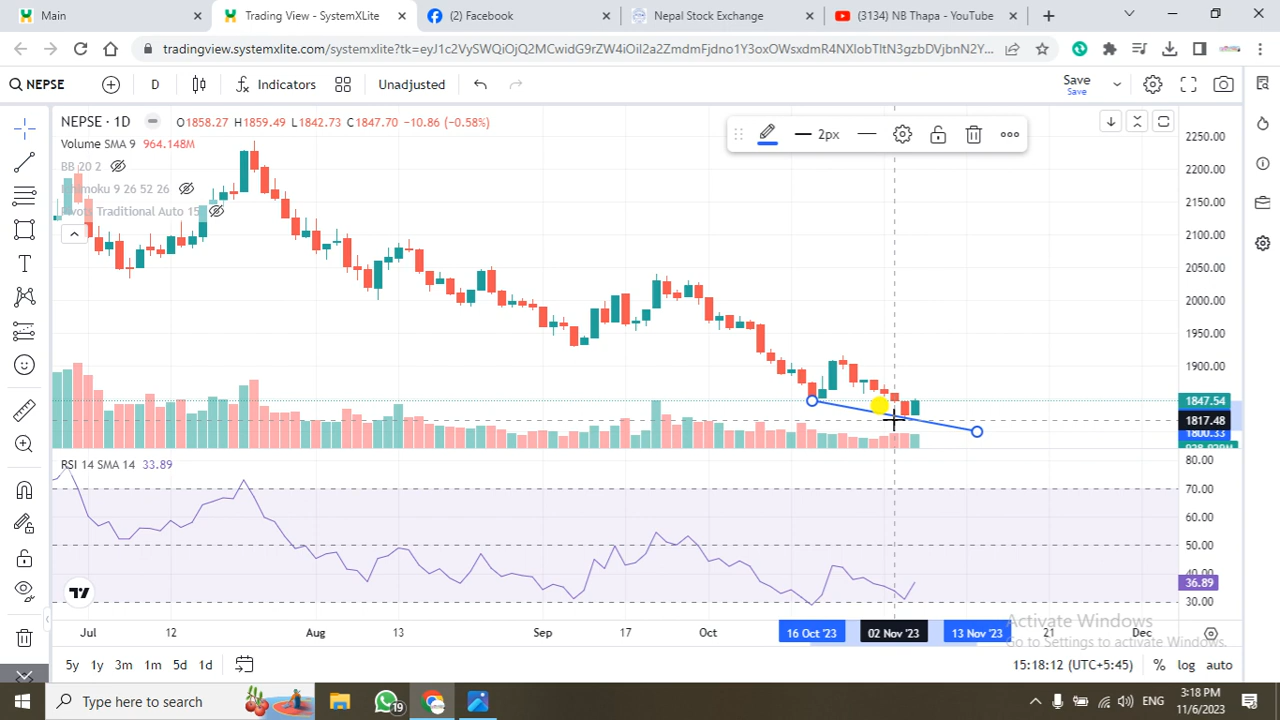 Main
Trading View - SystemXLite
(2) Facebook
Nepal Stock Exchange
(3134) NB Thapa - YouTube
tradingview.systemxlite.com/systemxlite?tk=eyJ1c2VySWQiOjQ2MCwidG9rZW4iOiI2a2ZmdmFjdno1Y3oxOWsxdmR4NXlobTltN3gzbDVjbnN2Y...
NEPSE
D
Indicators
Unadjusted
Save
Save
NEPSE · 1D O1858.27 H1859.49 L1842.73 C1847.70 −10.86 (−0.58%)
Volume SMA 9 964.148M
BB 20 2
Ichimoku 9 26 52 26
Pivots Traditional Auto 15
2px
2250.00
2200.00
2150.00
2100.00
2050.00
2000.00
1950.00
1900.00
1847.54
1817.48
1800.33
RSI 14 SMA 14 33.89
80.00
70.00
60.00
50.00
40.00
36.89
30.00
Jul 12 Aug 13 Sep 17 Oct 16 Oct '23 02 Nov '23 13 Nov '23 21 Dec
Activate Windows
Go to Settings to activate Windows.
5y 1y 3m 1m 5d 1d
15:18:12 (UTC+5:45) % log auto
Type here to search
19
ENG
3:18 PM
11/6/2023